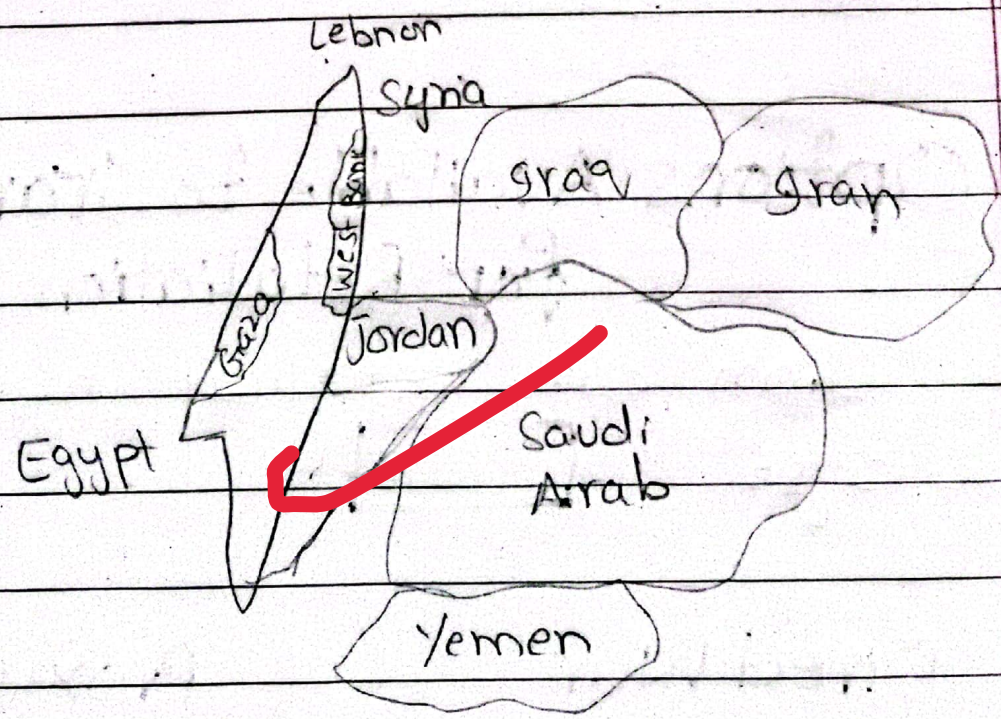 Lebnon
Syria
West Bank
Iraq
Iran
Gaza
Jordan
Egypt
Saudi
Arab
Yemen